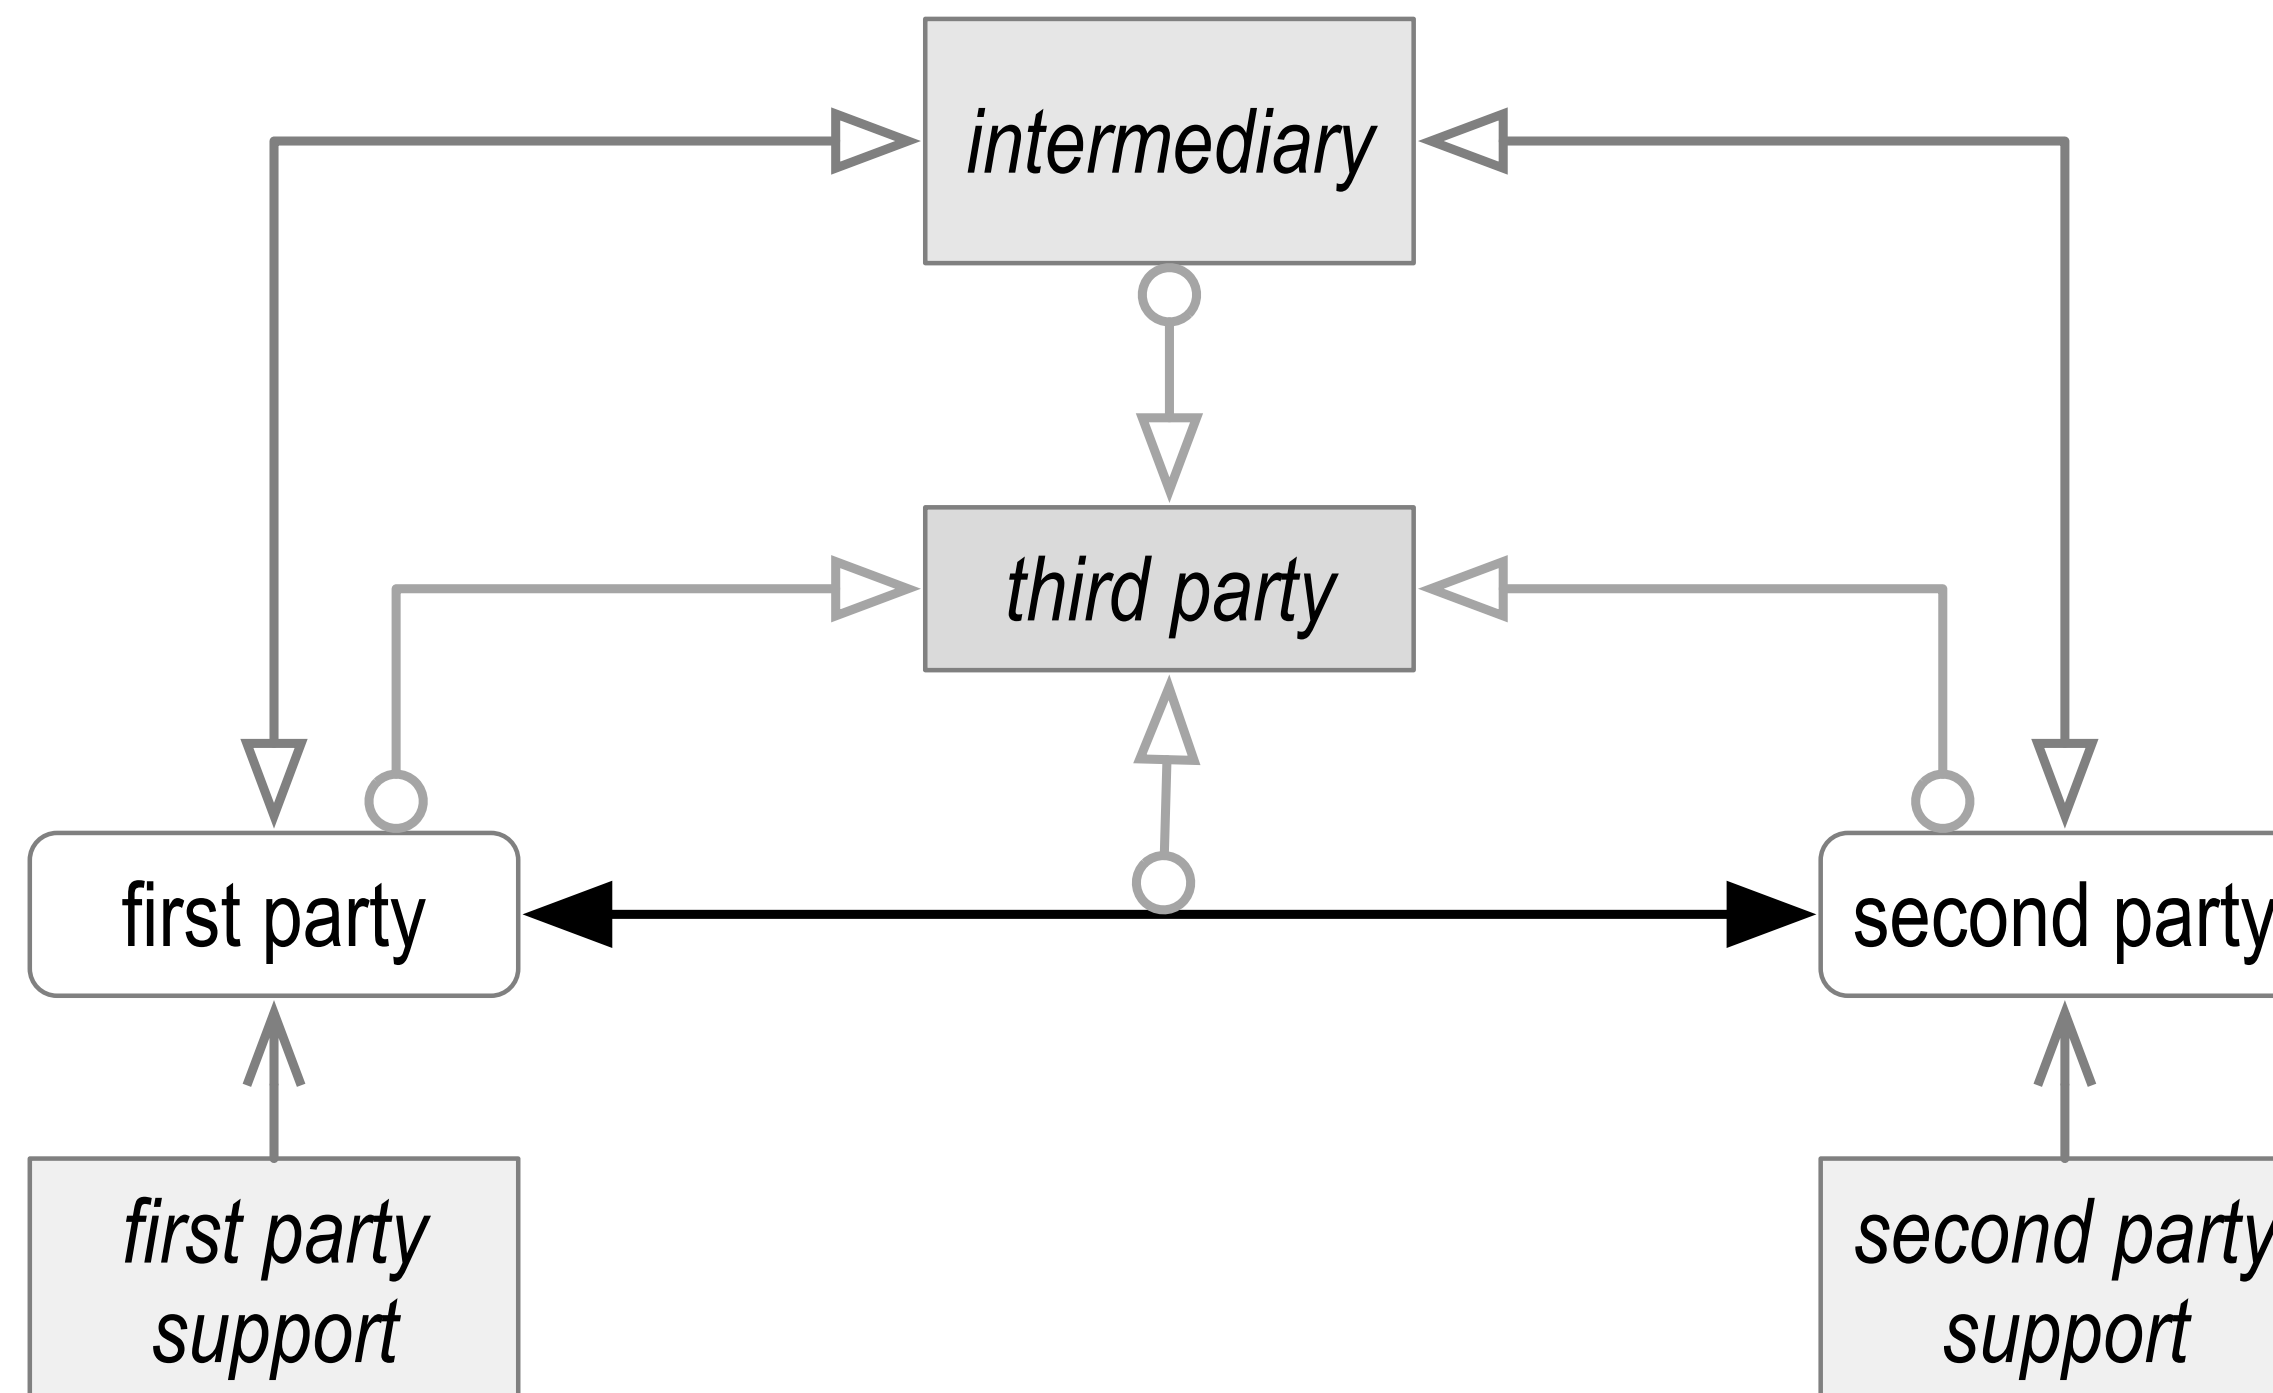 intermediary
third party
first party
second party
first party
support
second party
support